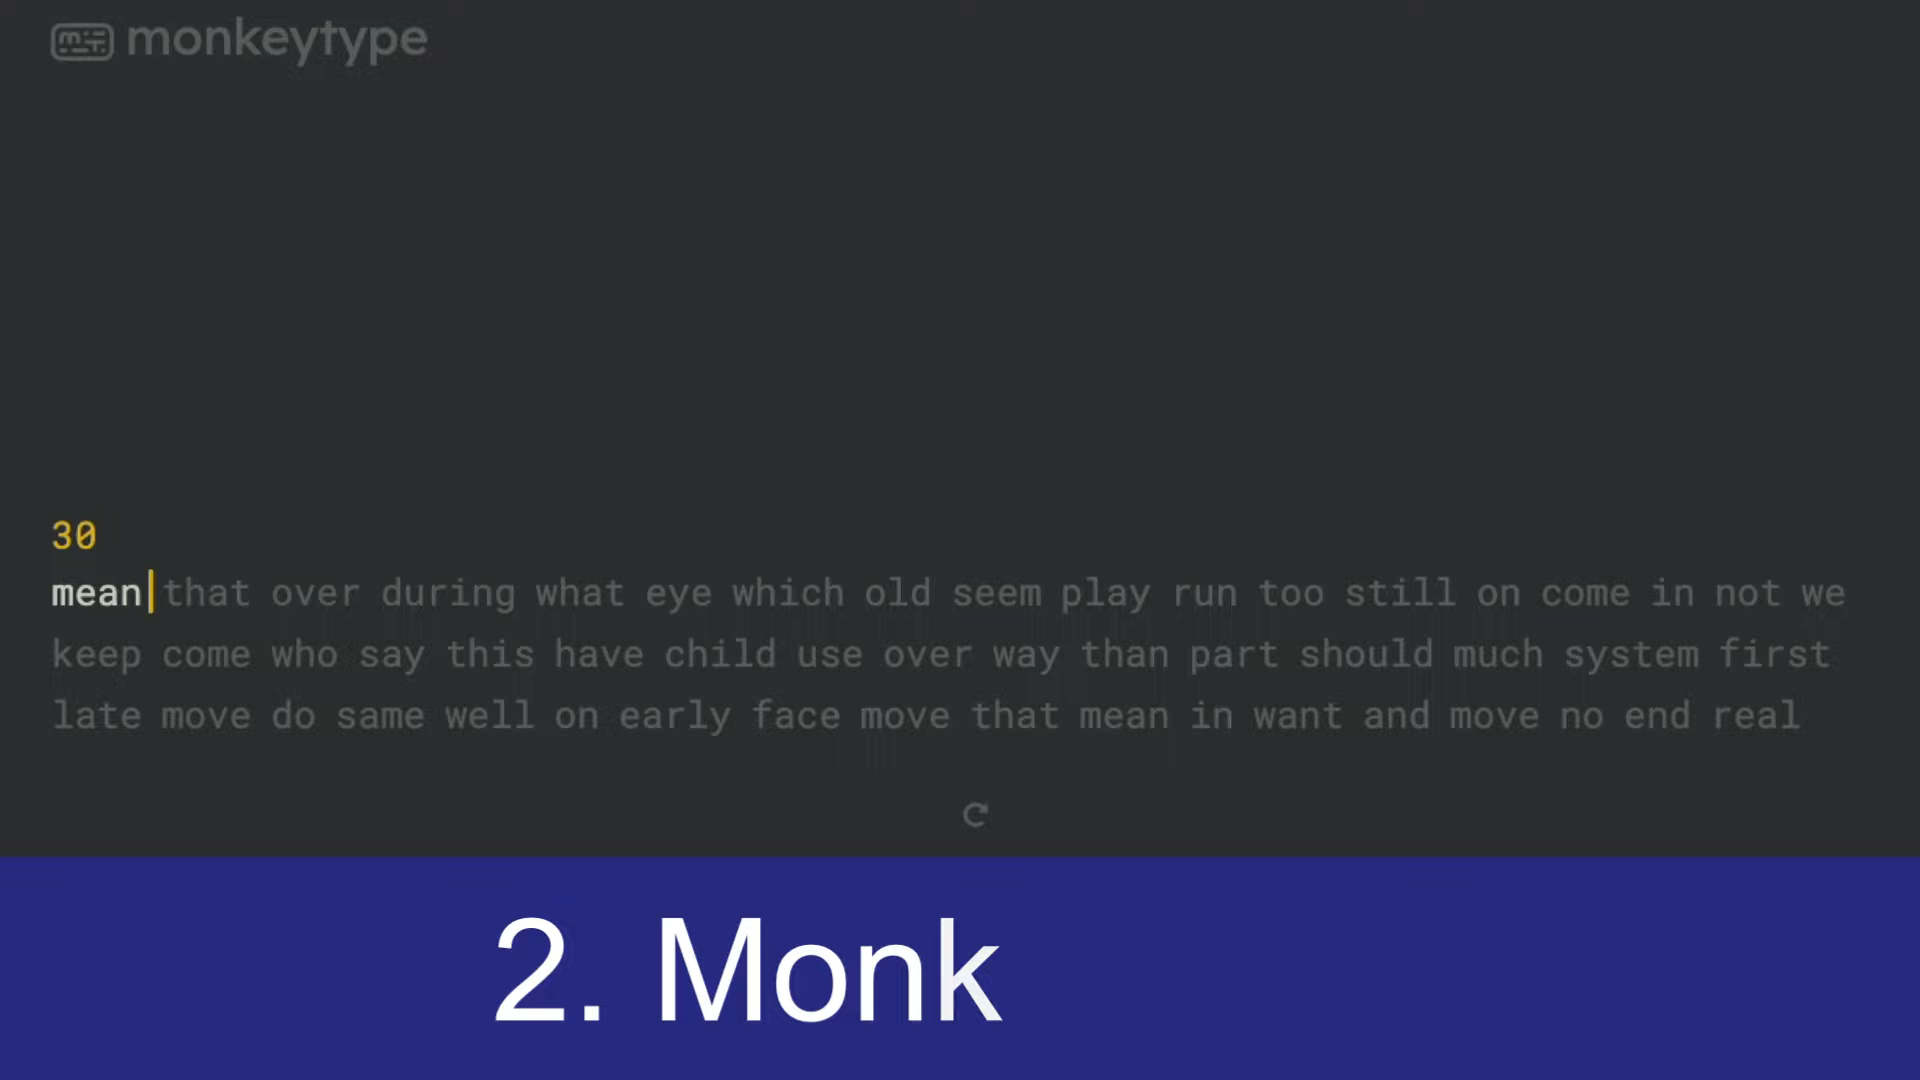 monkeytype
30
mean that over during what eye which old seem play run too still on come in not we
keep come who say this have child use over way than part should much system first
late move do same well on early face move that mean in want and move no end real
2. Monk